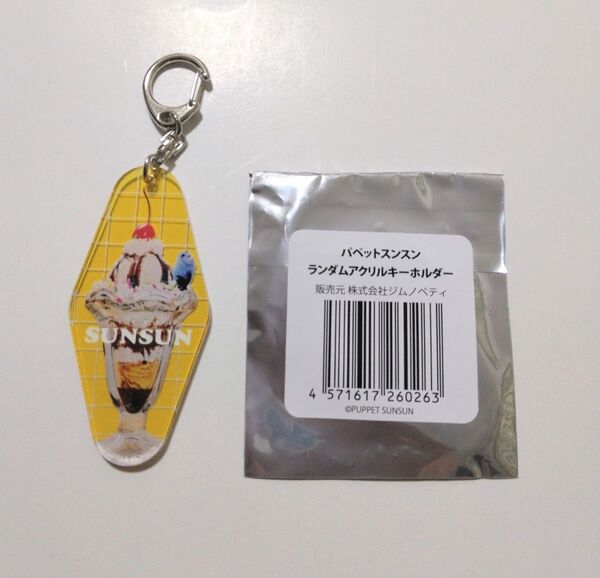 SUNSUN
パペットスンスン
ランダムアクリルキーホルダー
販売元 株式会社ジムノベティ
4 571617 260263
©PUPPET SUNSUN